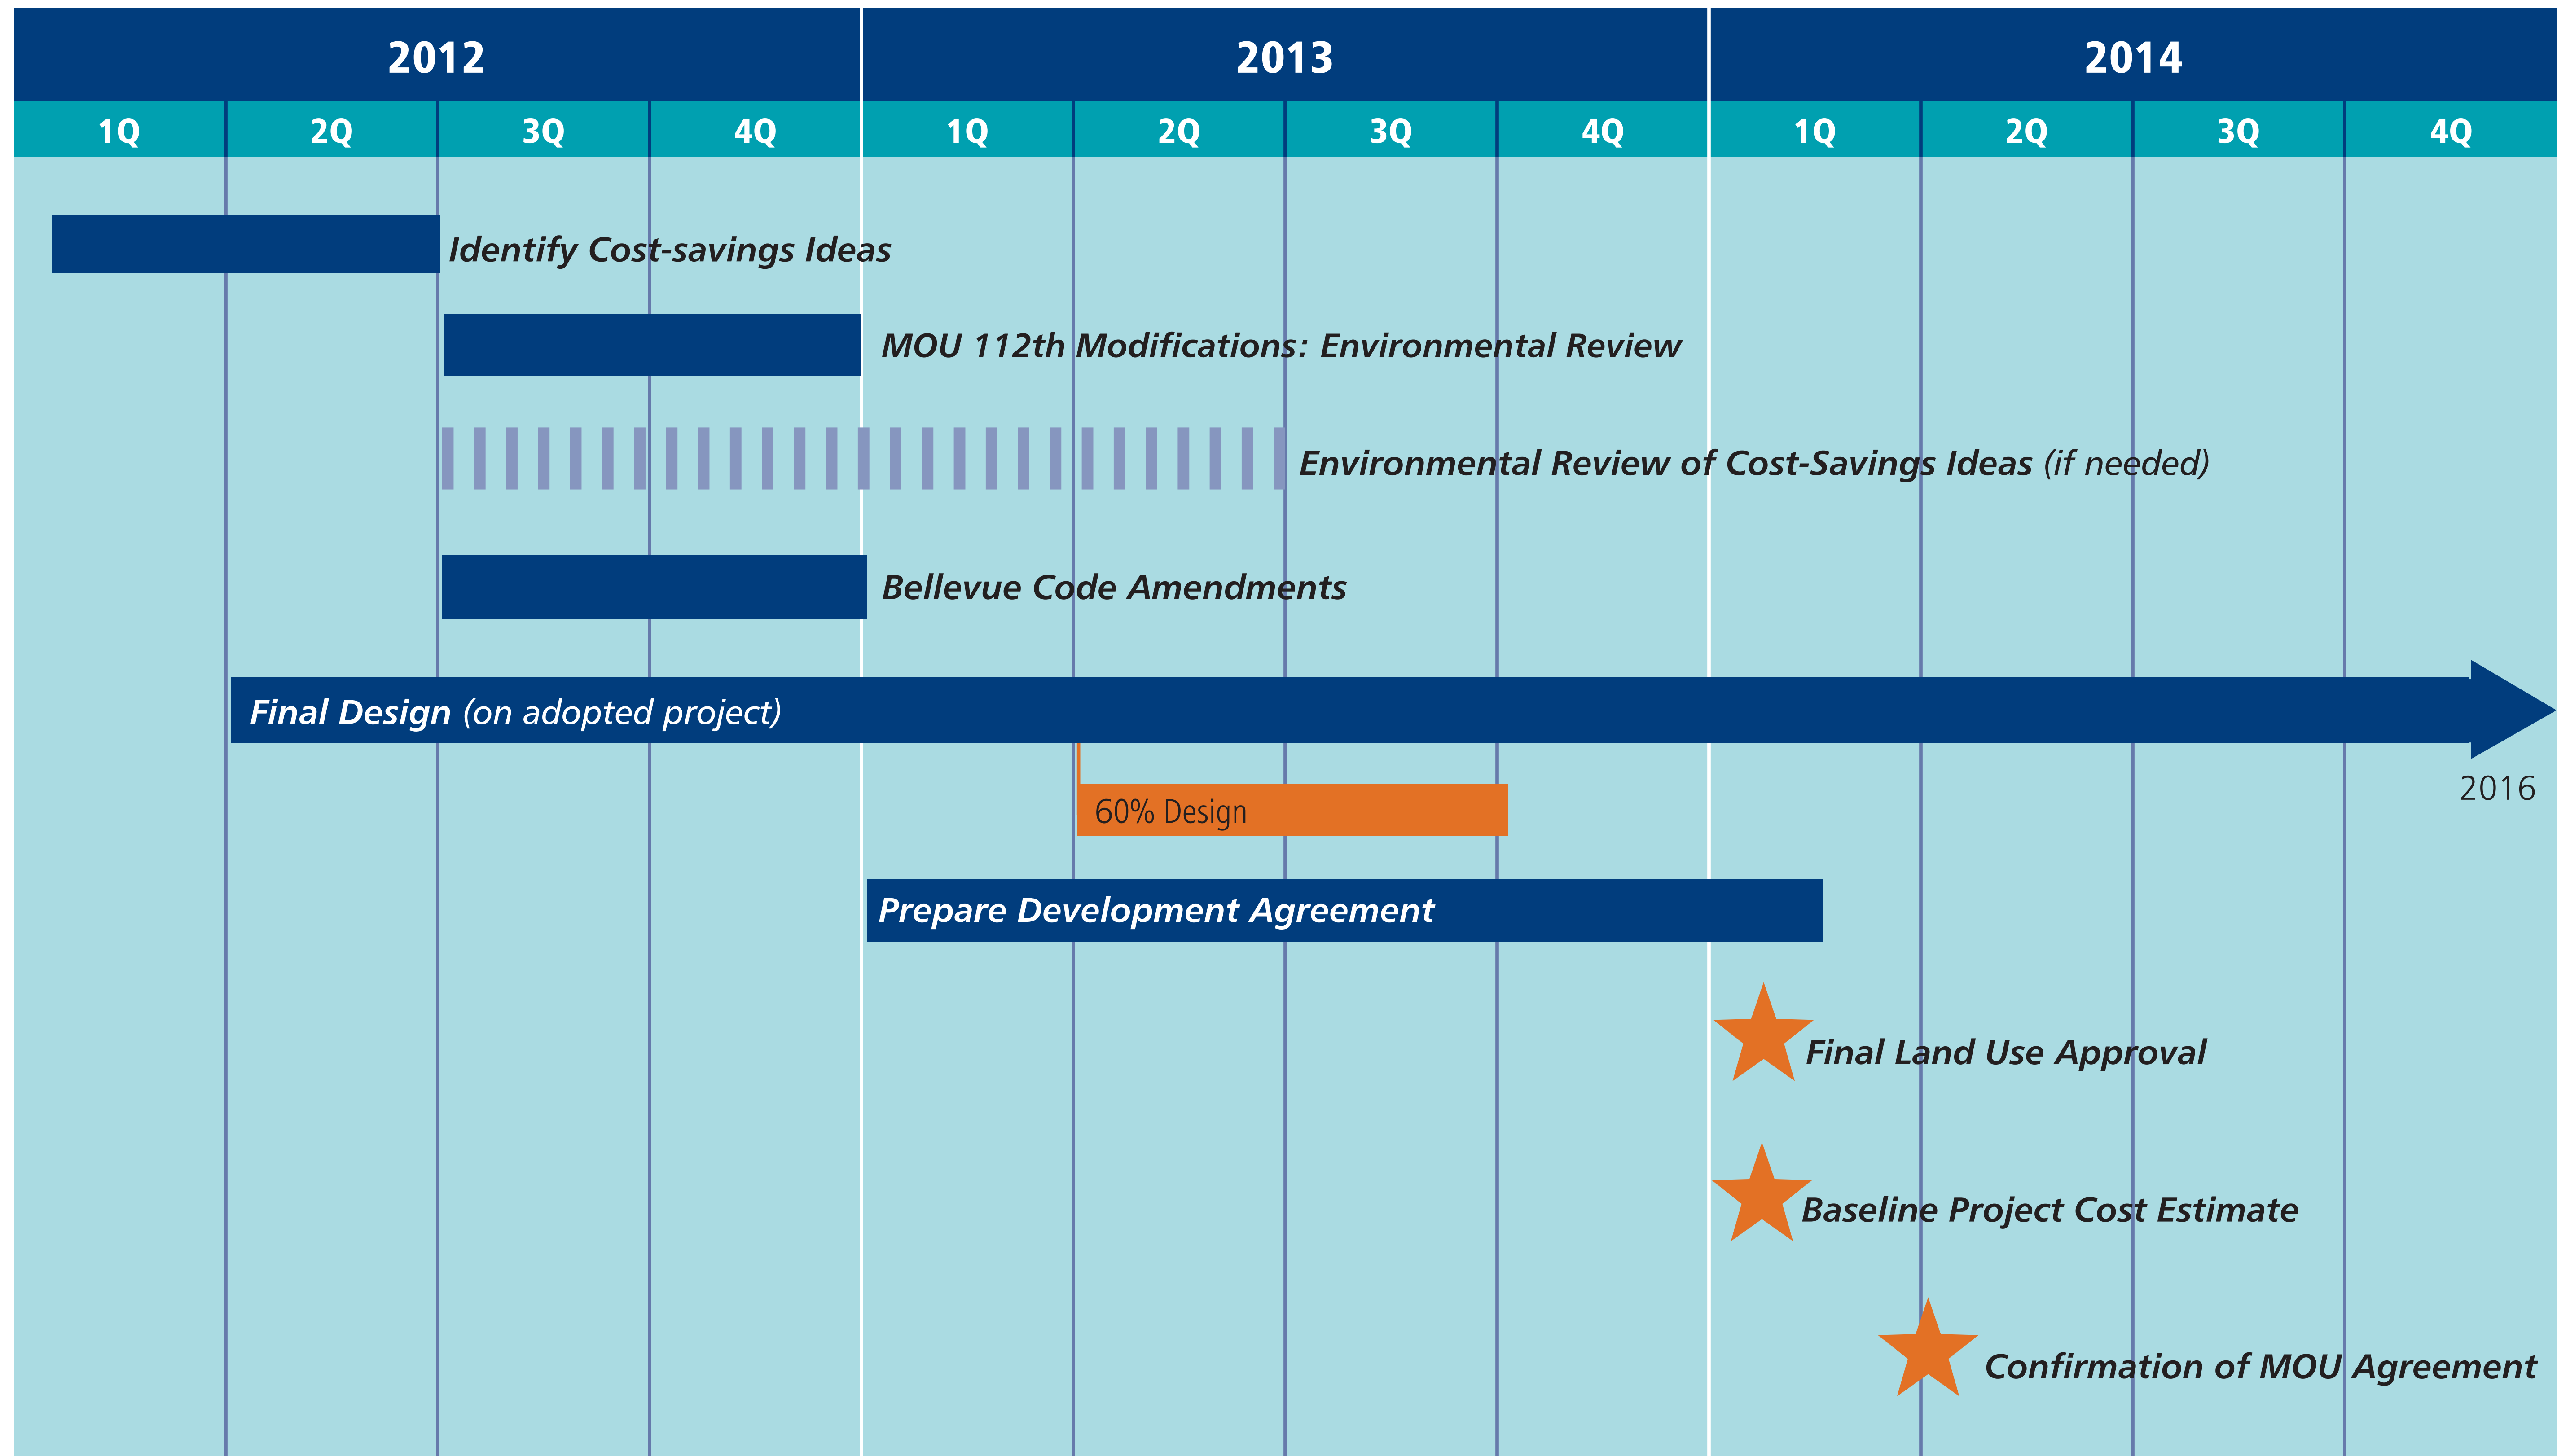 2012 2013 2014
1Q 2Q 3Q 4Q 1Q 2Q 3Q 4Q 1Q 2Q 3Q 4Q
Identify Cost-savings Ideas
MOU 112th Modifications: Environmental Review
Environmental Review of Cost-Savings Ideas (if needed)
Bellevue Code Amendments
Final Design (on adopted project)
2016
60% Design
Prepare Development Agreement
Final Land Use Approval
Baseline Project Cost Estimate
Confirmation of MOU Agreement